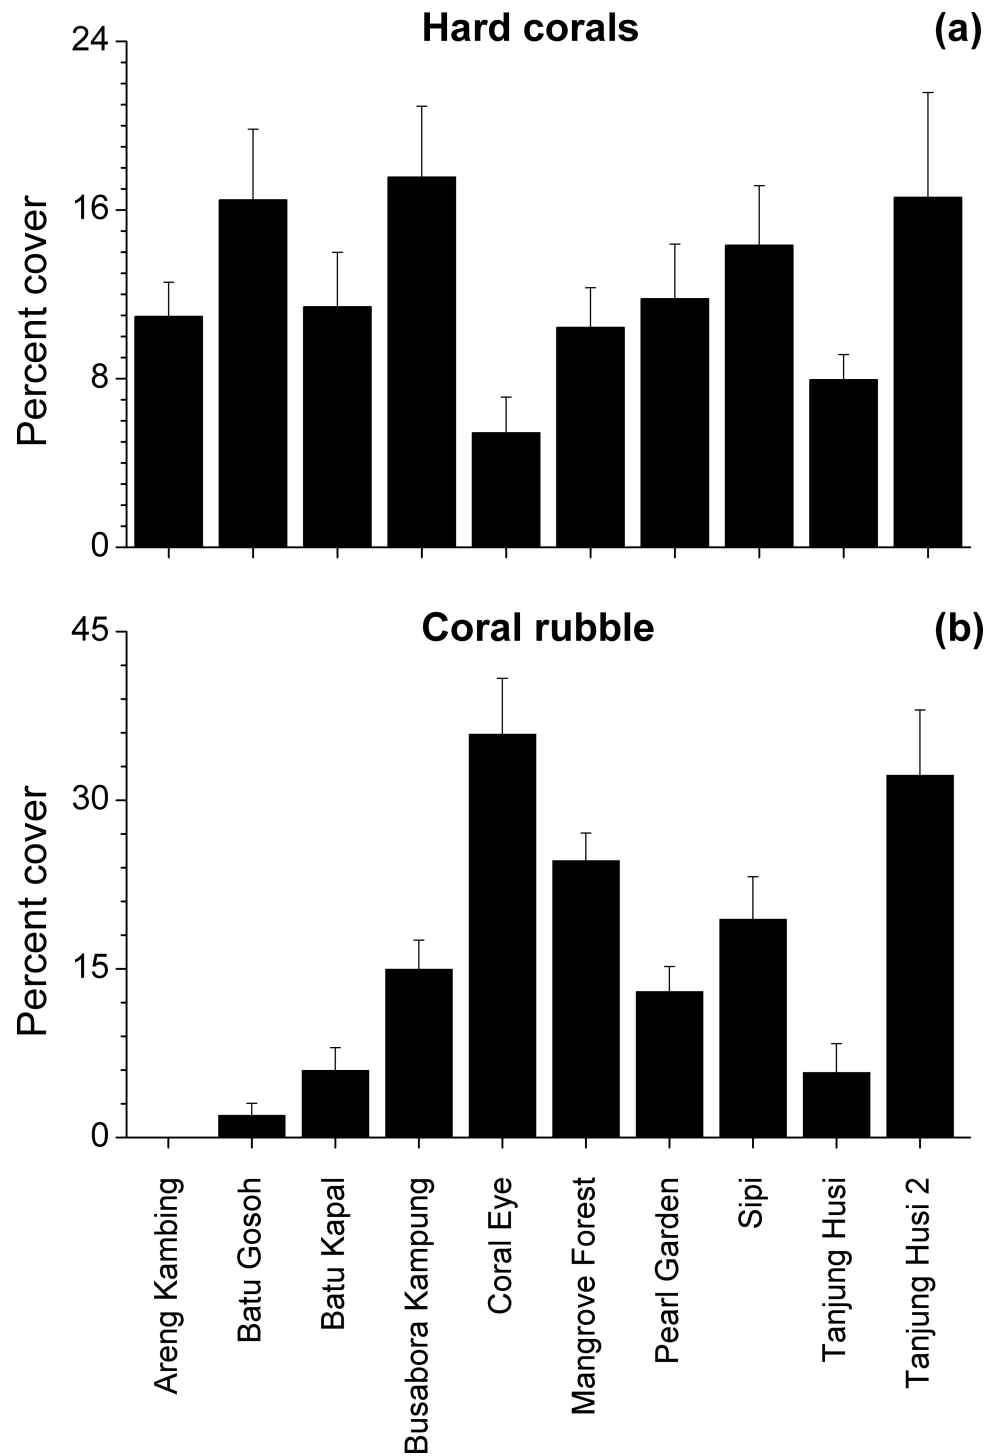 Hard corals (a)
24
16
8
0
Percent cover
Coral rubble (b)
45
30
15
0
Percent cover
Areng Kambing
Batu Gosoh
Batu Kapal
Busabora Kampung
Coral Eye
Mangrove Forest
Pearl Garden
Sipi
Tanjung Husi
Tanjung Husi 2